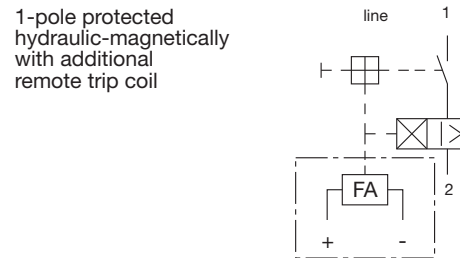 1-pole protected
hydraulic-magnetically
with additional
remote trip coil
line
1
2
FA
+ -